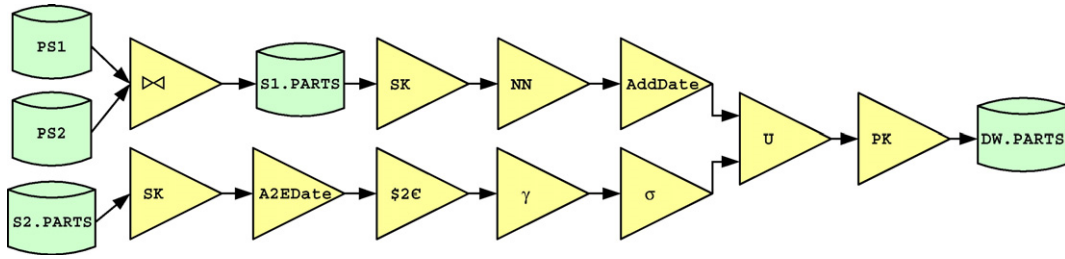 PS1
PS2
⋈
S1.PARTS
SK
NN
AddDate
U
PK
DW.PARTS
S2.PARTS
SK
A2EDate
$2€
γ
σ